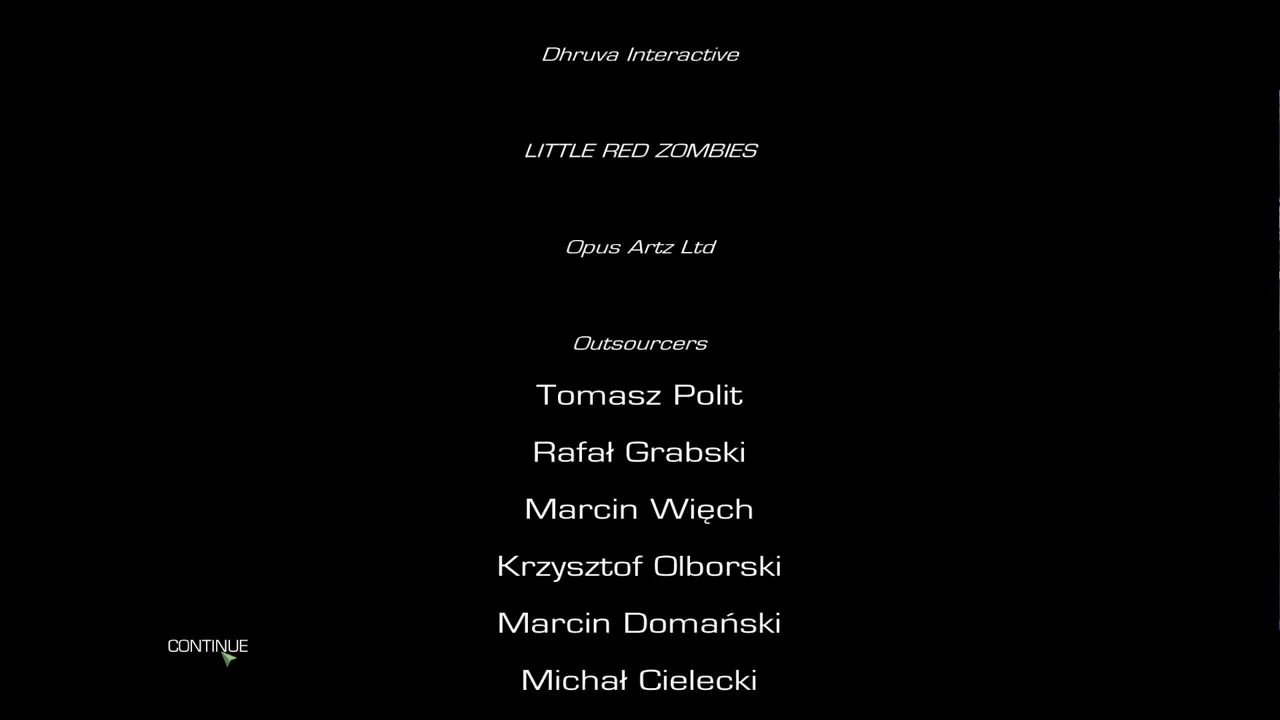 Dhruva Interactive
LITTLE RED ZOMBIES
Opus Artz Ltd
Outsourcers
Tomasz Polit
Rafał Grabski
Marcin Więch
Krzysztof Olborski
Marcin Domański
CONTINUE
Michał Cielecki